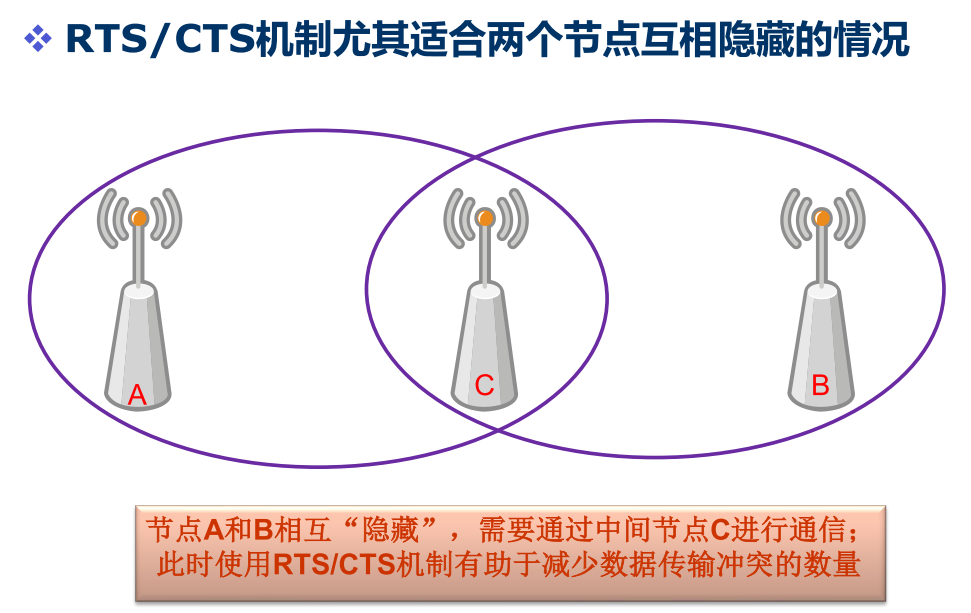 RTS/CTS机制尤其适合两个节点互相隐藏的情况
A
C
B
节点A和B相互“隐藏”，需要通过中间节点C进行通信；
此时使用RTS/CTS机制有助于减少数据传输冲突的数量